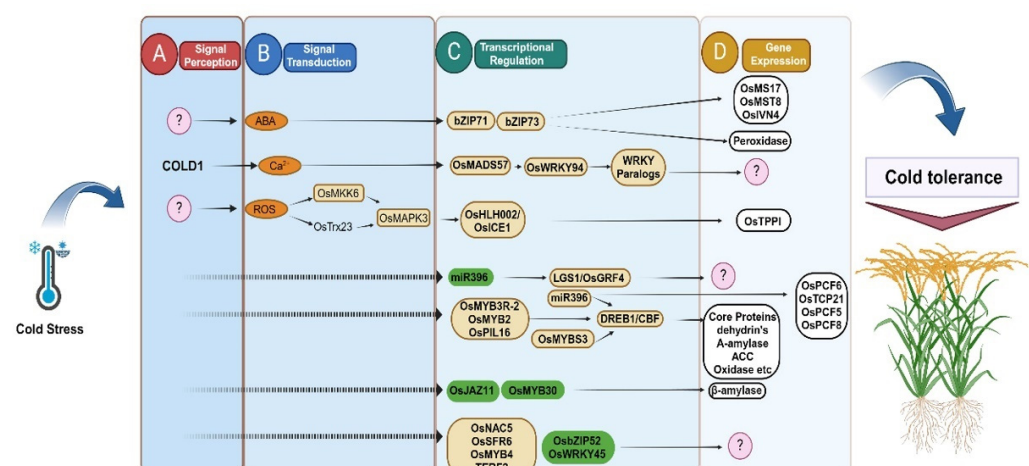 A
Signal
Perception
B
Signal
Transduction
C
Transcriptional
Regulation
D
Gene
Expression
OsMS17
OsMST8
OsIVN4
?
ABA
bZIP71
bZIP73
Peroxidase
COLD1
Ca²⁺
OsMADS57
OsWRKY94
WRKY
Paralogs
?
Cold tolerance
?
ROS
OsMKK6
OsTrx23
OsMAPK3
OsHLH002/
OsICE1
OsTPPI
Cold Stress
miR396
LGS1/OsGRF4
?
miR396
OsPCF6
OsTCP21
OsPCF5
OsPCF8
OsMYB3R-2
OsMYB2
OsPIL16
OsMYBS3
DREB1/CBF
Core Proteins
dehydrin's
A-amylase
ACC
Oxidase etc
OsJAZ11
OsMYB30
β-amylase
OsNAC5
OsSFR6
OsMYB4
OsbZIP52
OsWRKY45
?